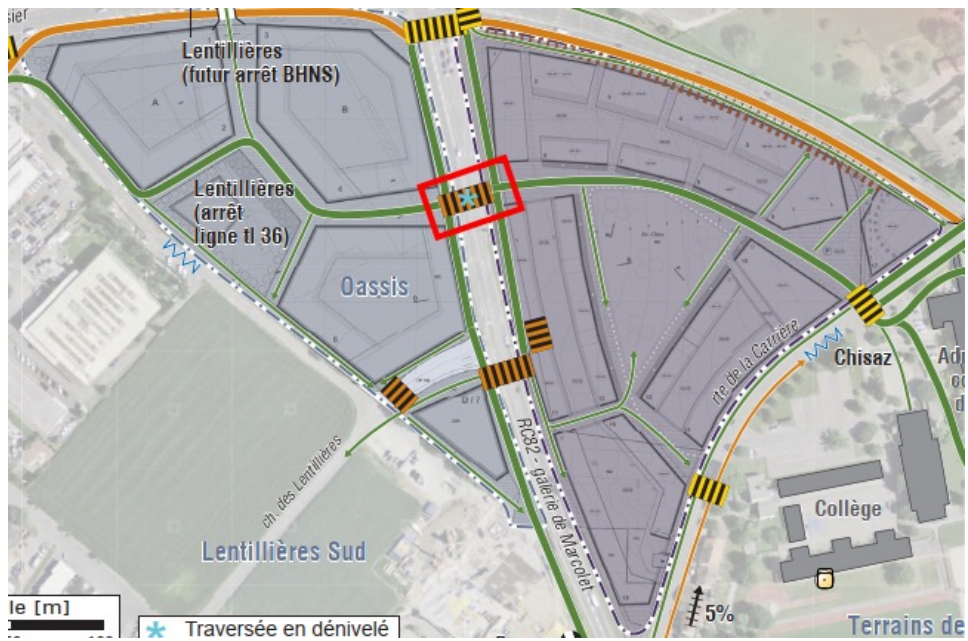 sier
Lentillières
(futur arrêt BHNS)
A
B
Lentillières
(arrêt
ligne tl 36)
Oassis
Chisaz
rte de la Carrière
RC82 - galerie de Marcolet
ch. des Lentillières
Collège
Lentillières Sud
5%
Terrains de
le [m]
Traversée en dénivelé